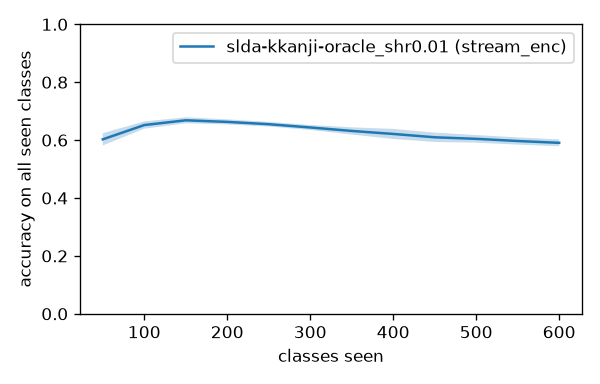 slda-kkanji-oracle_shr0.01 (stream_enc)
accuracy on all seen classes
1.0
0.8
0.6
0.4
0.2
0.0
100 200 300 400 500 600
classes seen